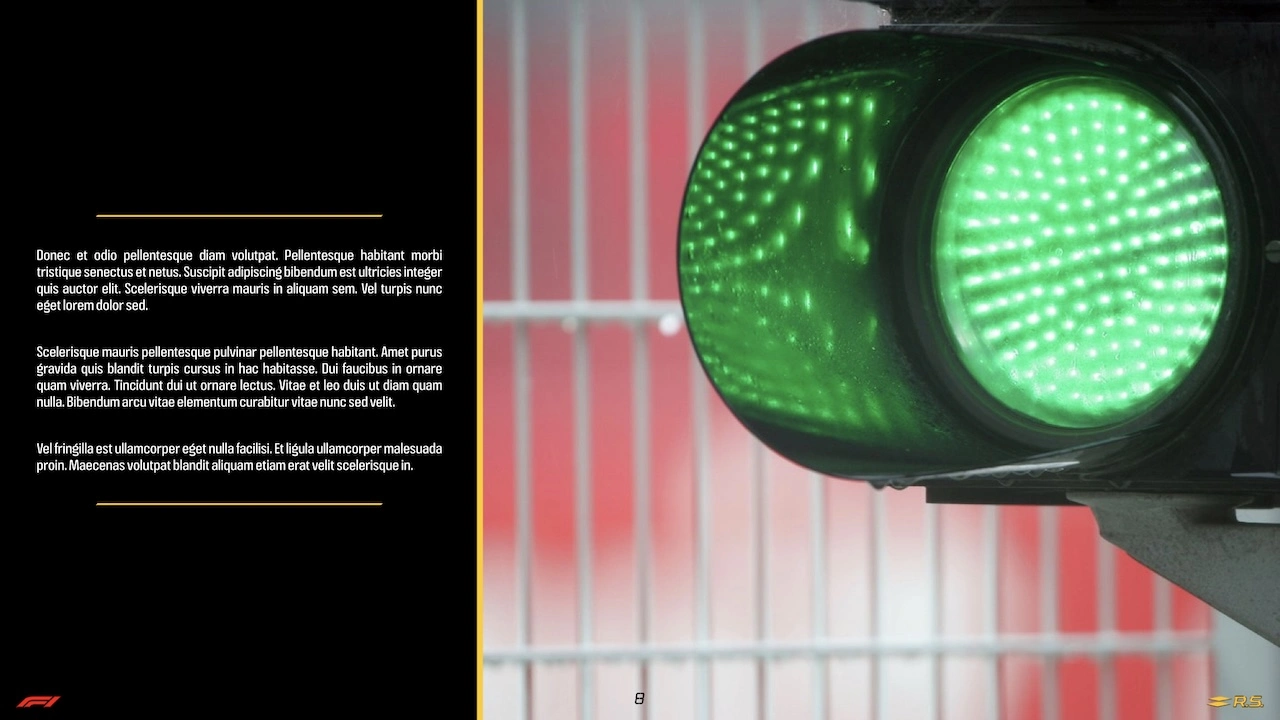 Donec et odio pellentesque diam volutpat. Pellentesque habitant morbi
tristique senectus et netus. Suscipit adipiscing bibendum est ultricies integer
quis auctor elit. Scelerisque viverra mauris in aliquam sem. Vel turpis nunc
eget lorem dolor sed.
Scelerisque mauris pellentesque pulvinar pellentesque habitant. Amet purus
gravida quis blandit turpis cursus in hac habitasse. Dui faucibus in ornare
quam viverra. Tincidunt dui ut ornare lectus. Vitae et leo duis ut diam quam
nulla. Bibendum arcu vitae elementum curabitur vitae nunc sed velit.
Vel fringilla est ullamcorper eget nulla facilisi. Et ligula ullamcorper malesuada
proin. Maecenas volutpat blandit aliquam etiam erat velit scelerisque in.
F1
8
R.S.